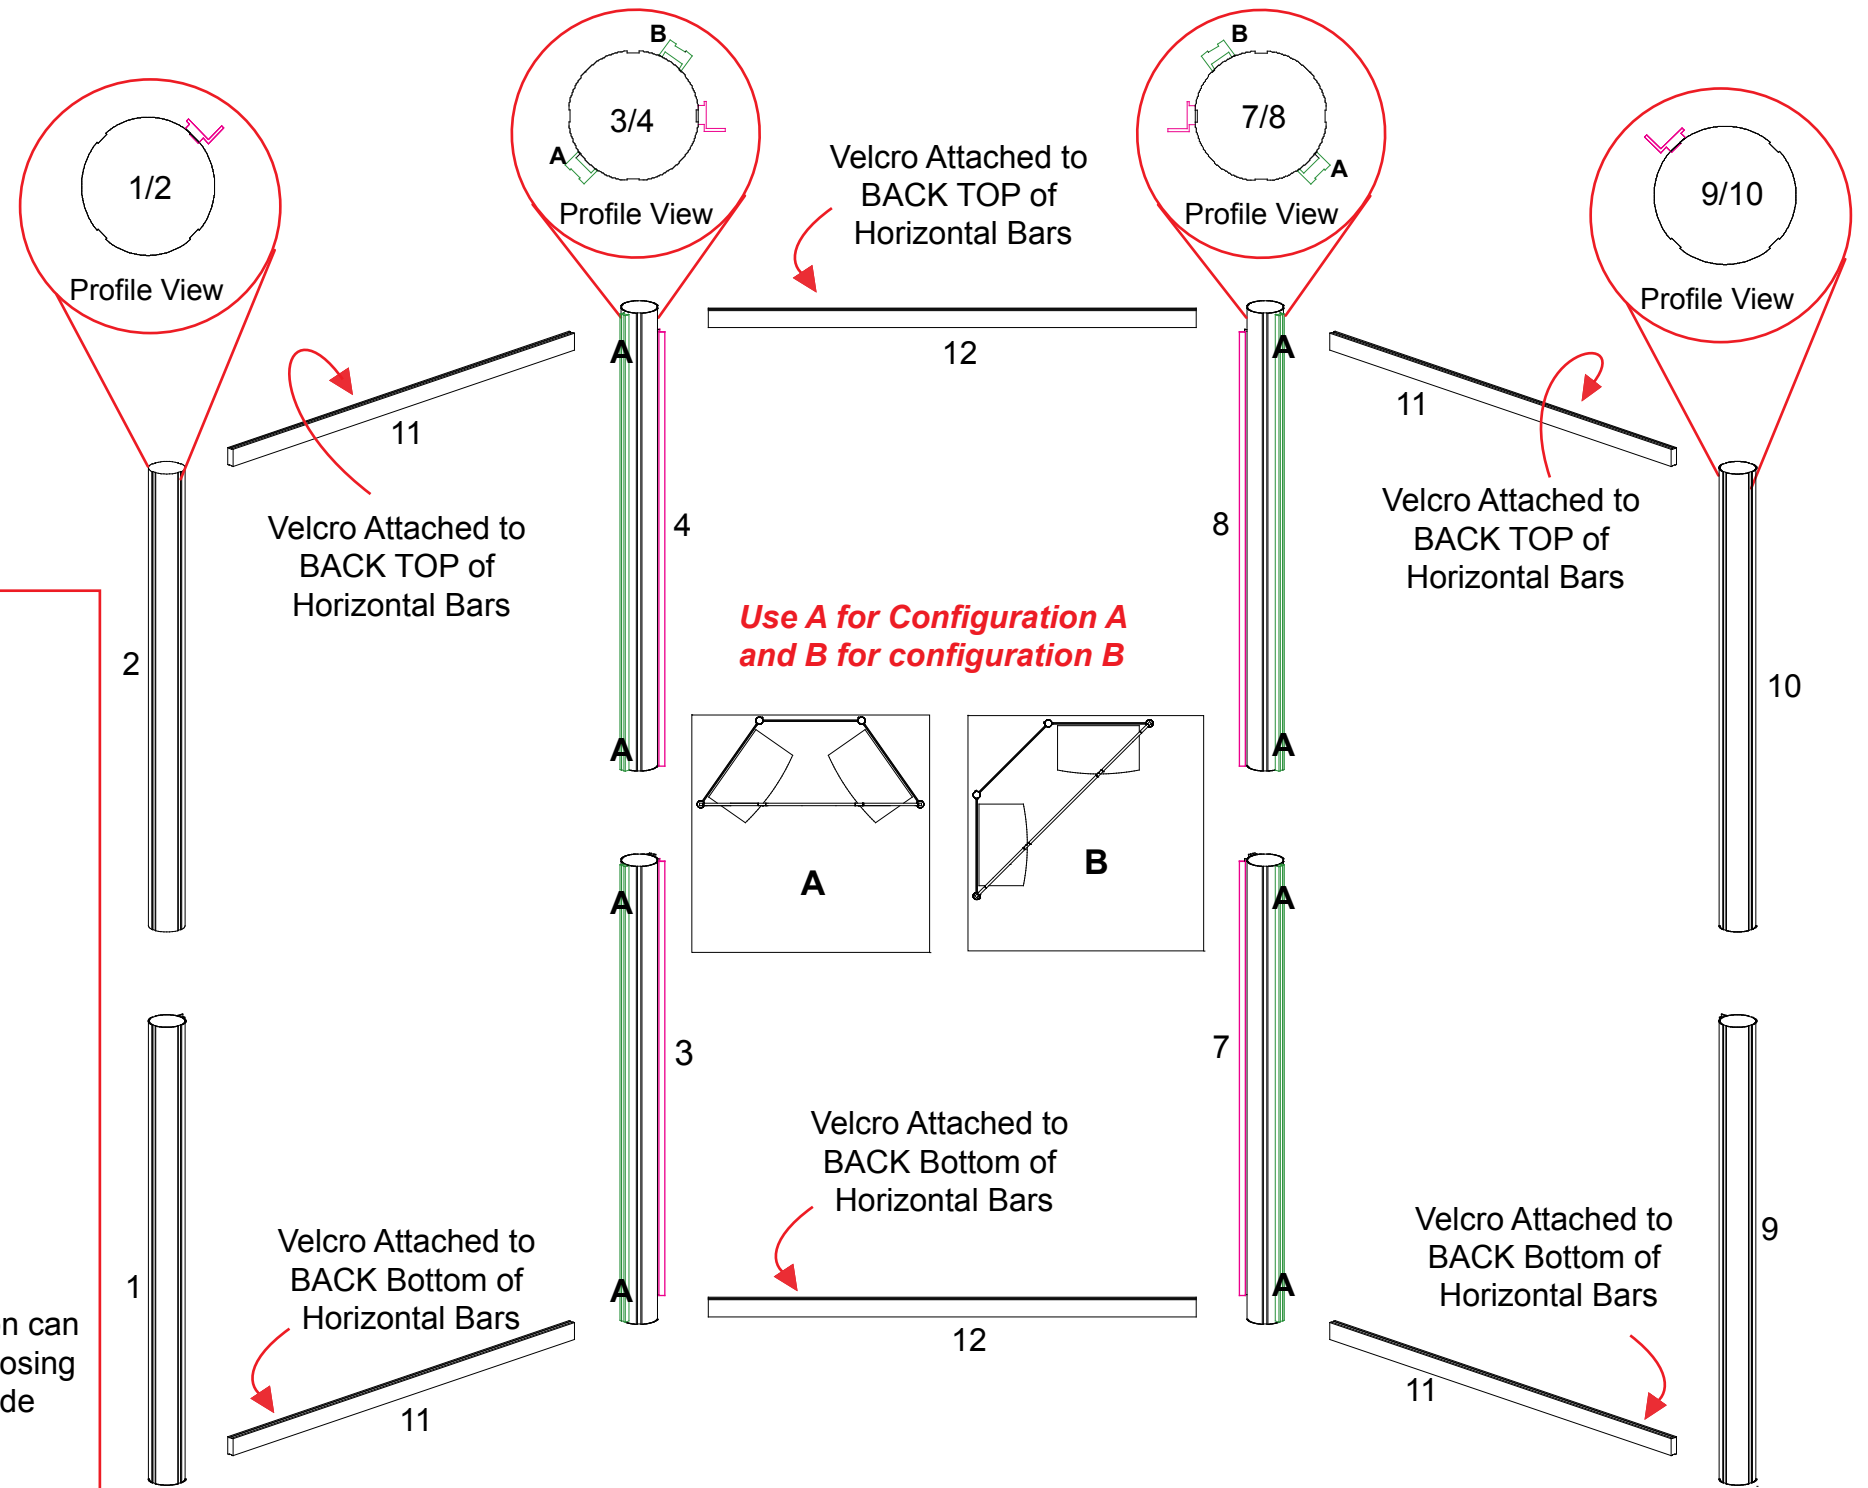 B
3/4
A
Profile View
B
7/8
A
Profile View
1/2
Profile View
9/10
Profile View
Velcro Attached to
BACK TOP of
Horizontal Bars
12
11
11
A
A
Velcro Attached to
BACK TOP of
Horizontal Bars
Velcro Attached to
BACK TOP of
Horizontal Bars
4
8
2
10
Use A for Configuration A
and B for configuration B
A
A
A
B
A
A
3
7
Velcro Attached to
BACK Bottom of
Horizontal Bars
Velcro Attached to
BACK Bottom of
Horizontal Bars
Velcro Attached to
BACK Bottom of
Horizontal Bars
1
9
A
A
12
11
11
can
de